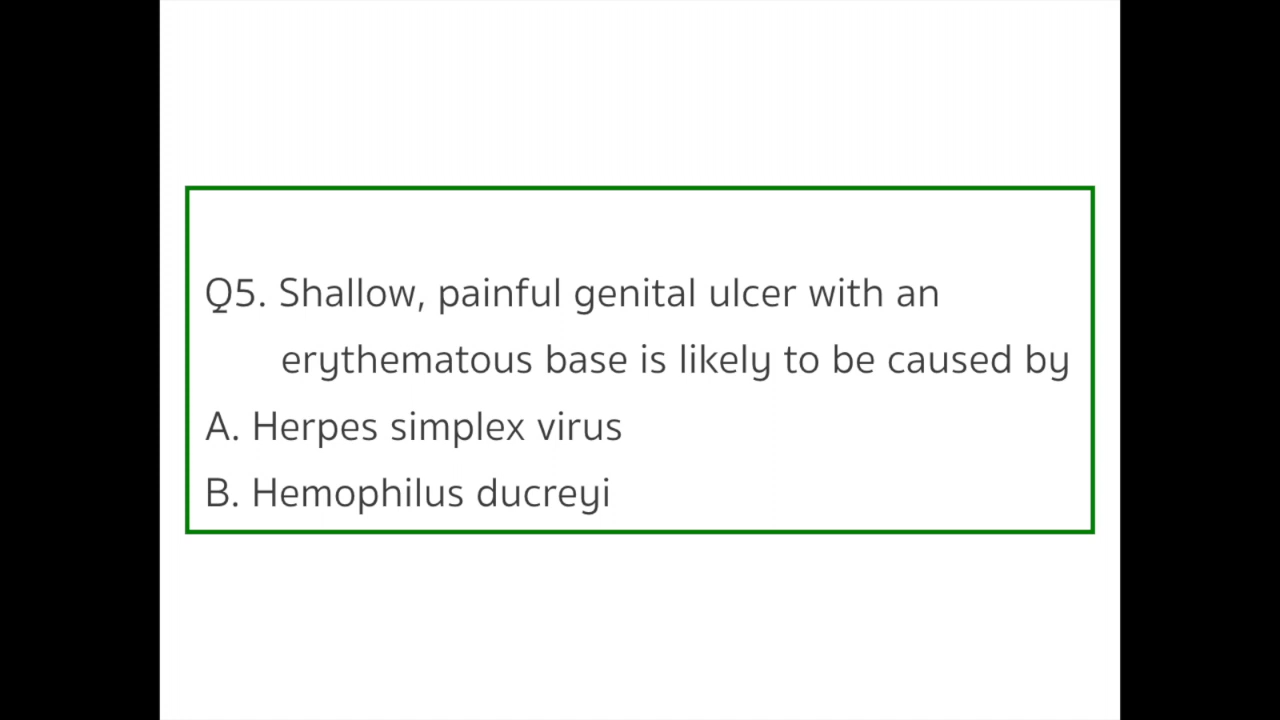 Q5. Shallow, painful genital ulcer with an
erythematous base is likely to be caused by
A. Herpes simplex virus
B. Hemophilus ducreyi